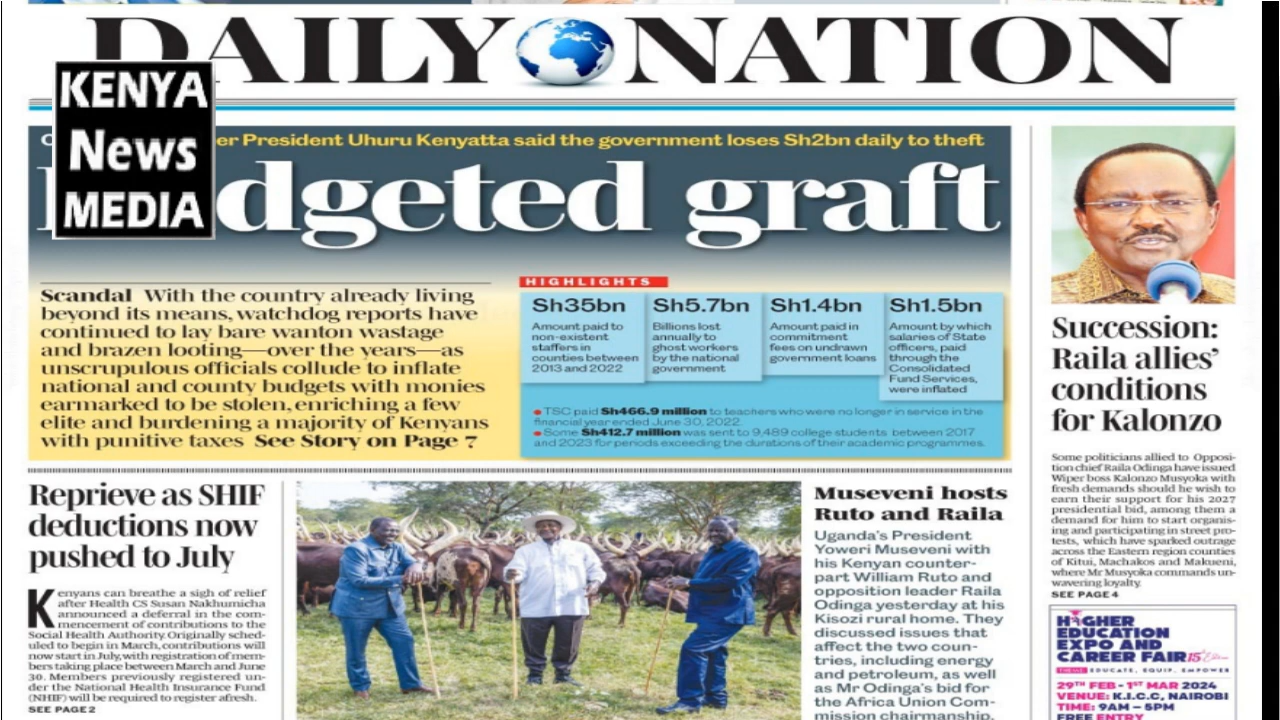 DAILY NATION
KENYA
News
MEDIA
er President Uhuru Kenyatta said the government loses Sh2bn daily to theft
dgeted graft
Scandal With the country already living
beyond its means, watchdog reports have
continued to lay bare wanton wastage
and brazen looting—over the years—as
unscrupulous officials collude to inflate
national and county budgets with monies
earmarked to be stolen, enriching a few
elite and burdening a majority of Kenyans
with punitive taxes See Story on Page 7
HIGHLIGHTS
Sh35bn
Amount paid to
non-existent
staffers in
counties between
2013 and 2022
Sh5.7bn
Billions lost
annually to
ghost workers
by the national
government
Sh1.4bn
Amount paid in
commitment
fees on undrawn
government loans
Sh1.5bn
Amount by which
salaries of State
officers, paid
through the
Consolidated
Fund Services,
were inflated
• TSC paid Sh466.9 million to teachers who were no longer in service in the
financial year ended June 30, 2022.
• Some Sh412.7 million was sent to 9,489 college students between 2017
and 2023 for periods exceeding the durations of their academic programmes.
Succession:
Raila allies'
conditions
for Kalonzo
Some politicians allied to Opposi-
tion chief Raila Odinga have issued
Wiper boss Kalonzo Musyoka with
fresh demands should he wish to
earn their support for his 2027
presidential bid, among them a
demand for him to start organis-
ing and participating in street pro-
tests, which have sparked outrage
across the Eastern region counties
of Kitui, Machakos and Makueni,
where Mr Musyoka commands un-
wavering loyalty.
SEE PAGE 4
Reprieve as SHIF
deductions now
pushed to July
Kenyans can breathe a sigh of relief
after Health CS Susan Nakhumicha
announced a deferral in the com-
mencement of contributions to the
Social Health Authority. Originally sched-
uled to begin in March, contributions will
now start in July, with registration of mem-
bers taking place between March and June
30. Members previously registered un-
der the National Health Insurance Fund
(NHIF) will be required to register afresh.
SEE PAGE 2
Museveni hosts
Ruto and Raila
Uganda's President
Yoweri Museveni with
his Kenyan counter-
part William Ruto and
opposition leader Raila
Odinga yesterday at his
Kisozi rural home. They
discussed issues that
affect the two coun-
tries, including energy
and petroleum, as well
as Mr Odinga's bid for
the Africa Union Com-
mission chairmanship.
HIGHER
EDUCATION
EXPO AND
CAREER FAIR 15th Edition
THEME: EDUCATE, EQUIP, EMPOWER
29TH FEB - 1ST MAR 2024
VENUE: K.I.C.C, NAIROBI
TIME: 9AM – 5PM
FREE ENTRY